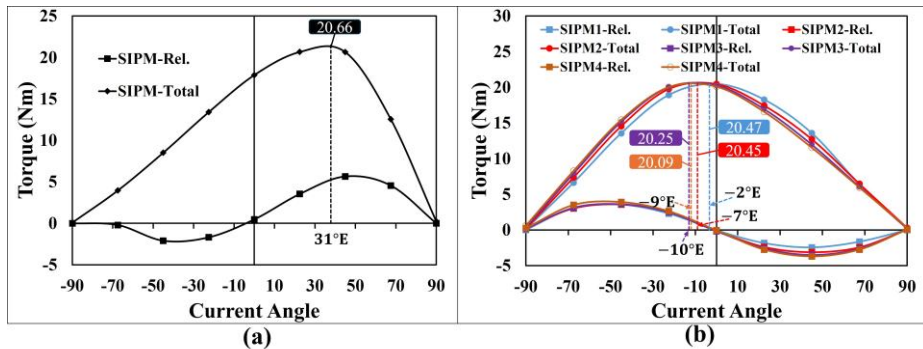 25
20
15
10
5
0
-5
Torque (Nm)
20.66
SIPM-Rel.
SIPM-Total
31°E
-90 -70 -50 -30 -10 10 30 50 70 90
Current Angle
(a)
30
25
20
15
10
5
0
-5
Torque (Nm)
SIPM1-Rel. SIPM1-Total SIPM2-Rel.
SIPM2-Total SIPM3-Rel. SIPM3-Total
SIPM4-Rel. SIPM4-Total
20.25 20.47
20.09 20.45
−9°E −2°E
−7°E
−10°E
-90 -70 -50 -30 -10 10 30 50 70 90
Current Angle
(b)